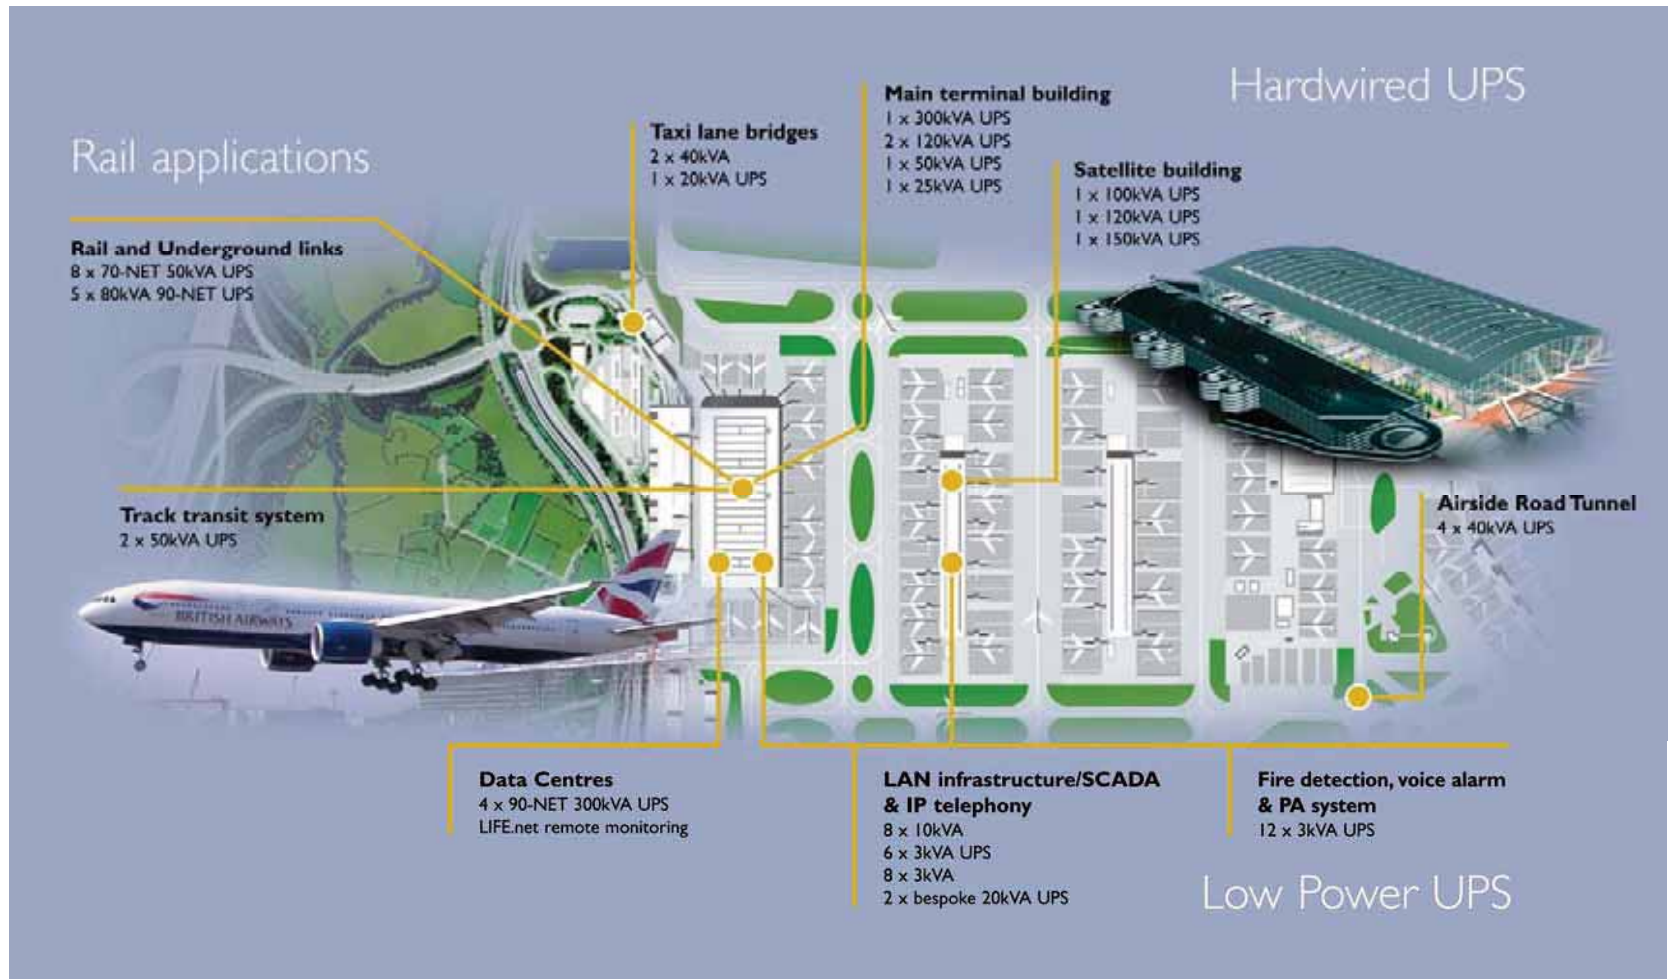 Hardwired UPS
Rail applications
Rail and Underground links
8 x 70-NET 50kVA UPS
5 x 80kVA 90-NET UPS
Taxi lane bridges
2 x 40kVA
1 x 20kVA UPS
Main terminal building
1 x 300kVA UPS
2 x 120kVA UPS
1 x 50kVA UPS
1 x 25kVA UPS
Satellite building
1 x 100kVA UPS
1 x 120kVA UPS
1 x 150kVA UPS
Track transit system
2 x 50kVA UPS
Airside Road Tunnel
4 x 40kVA UPS
BRITISH AIRWAYS
Data Centres
4 x 90-NET 300kVA UPS
LIFE.net remote monitoring
LAN infrastructure/SCADA
& IP telephony
8 x 10kVA
6 x 3kVA UPS
8 x 3kVA
2 x bespoke 20kVA UPS
Fire detection, voice alarm
& PA system
12 x 3kVA UPS
Low Power UPS